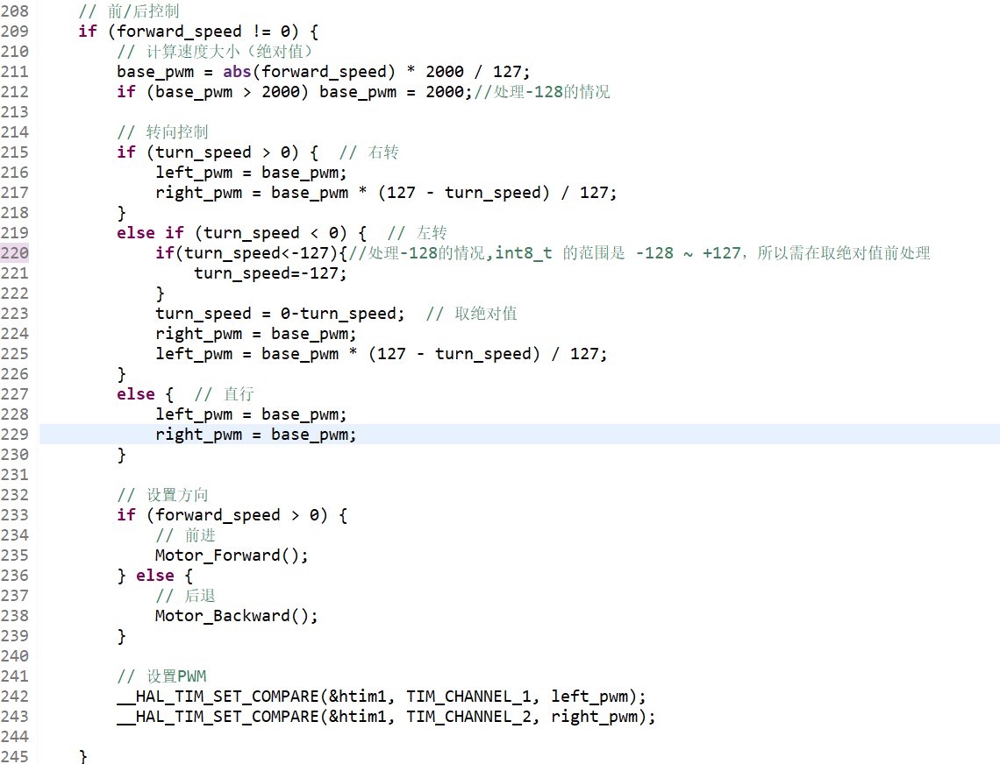 208     // 前/后控制
209     if (forward_speed != 0) {
210         // 计算速度大小（绝对值）
211         base_pwm = abs(forward_speed) * 2000 / 127;
212         if (base_pwm > 2000) base_pwm = 2000;//处理-128的情况
213
214         // 转向控制
215         if (turn_speed > 0) {  // 右转
216             left_pwm = base_pwm;
217             right_pwm = base_pwm * (127 - turn_speed) / 127;
218         }
219         else if (turn_speed < 0) {  // 左转
220             if(turn_speed<-127){//处理-128的情况,int8_t 的范围是 -128 ~ +127，所以需在取绝对值前处理
221                 turn_speed=-127;
222             }
223             turn_speed = 0-turn_speed;  // 取绝对值
224             right_pwm = base_pwm;
225             left_pwm = base_pwm * (127 - turn_speed) / 127;
226         }
227         else {  // 直行
228             left_pwm = base_pwm;
229             right_pwm = base_pwm;
230         }
231
232         // 设置方向
233         if (forward_speed > 0) {
234             // 前进
235             Motor_Forward();
236         } else {
237             // 后退
238             Motor_Backward();
239         }
240
241         // 设置PWM
242         __HAL_TIM_SET_COMPARE(&htim1, TIM_CHANNEL_1, left_pwm);
243         __HAL_TIM_SET_COMPARE(&htim1, TIM_CHANNEL_2, right_pwm);
244
245     }